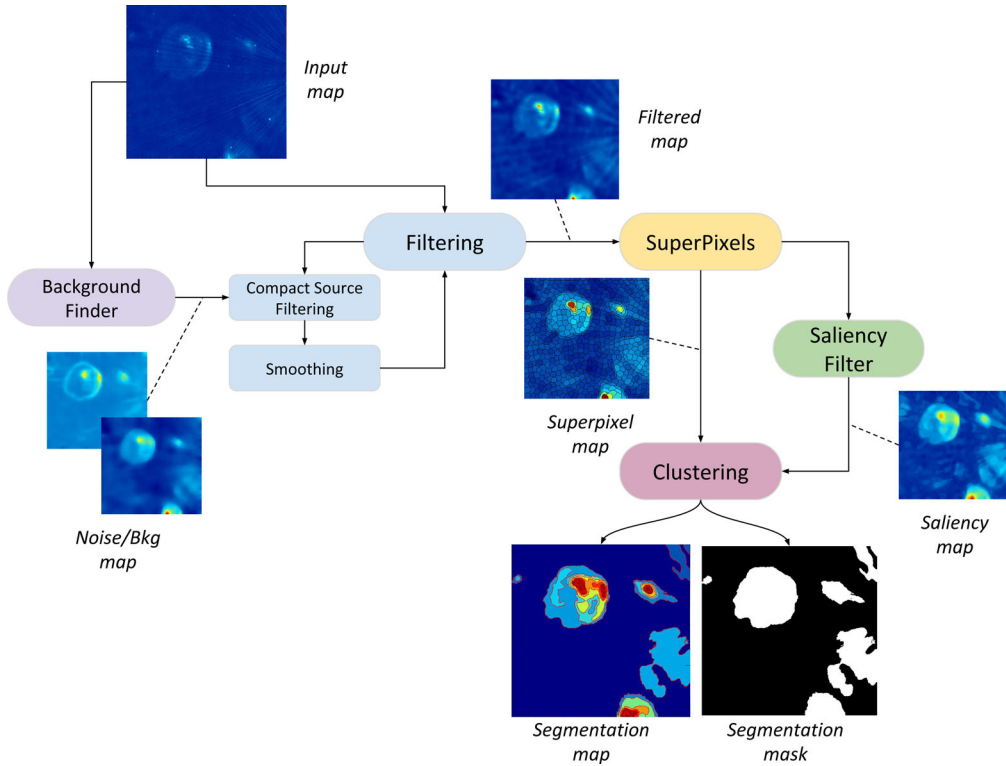 Input
map
Filtered
map
Filtering
SuperPixels
Background
Finder
Compact Source
Filtering
Smoothing
Saliency
Filter
Superpixel
map
Clustering
Noise/Bkg
map
Saliency
map
Segmentation
map
Segmentation
mask